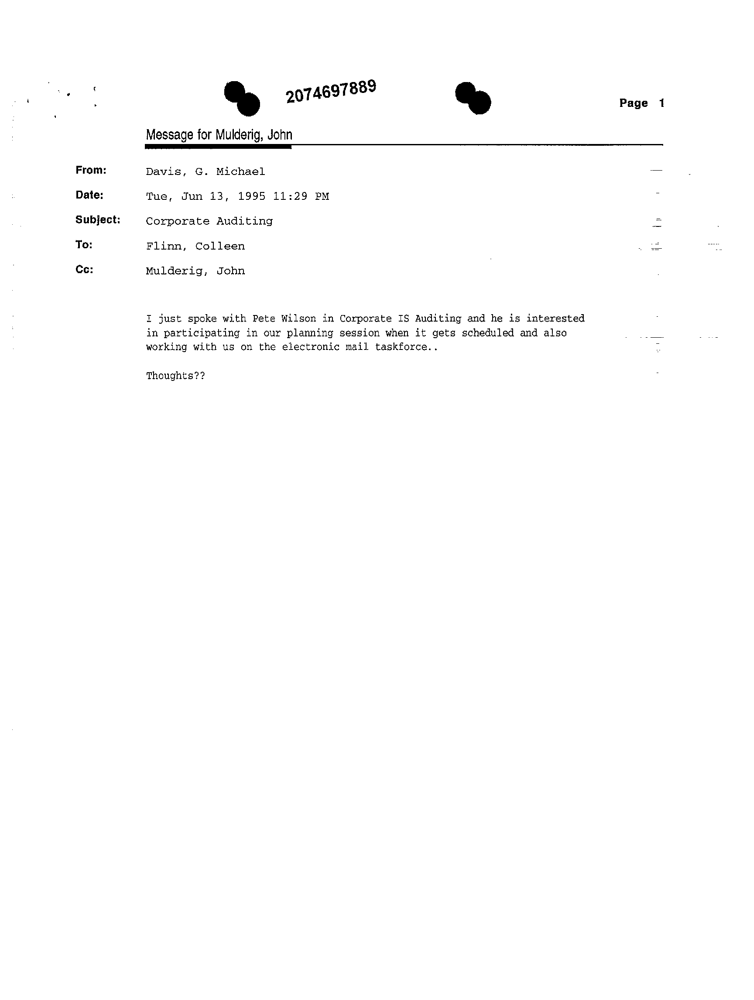 2074697889
Page 1
Message for Mulderig, John
From: Davis, G. Michael
Date: Tue, Jun 13, 1995 11:29 PM
Subject: Corporate Auditing
To: Flinn, Colleen
Cc: Mulderig, John
I just spoke with Pete Wilson in Corporate IS Auditing and he is interested
in participating in our planning session when it gets scheduled and also
working with us on the electronic mail taskforce..
Thoughts??